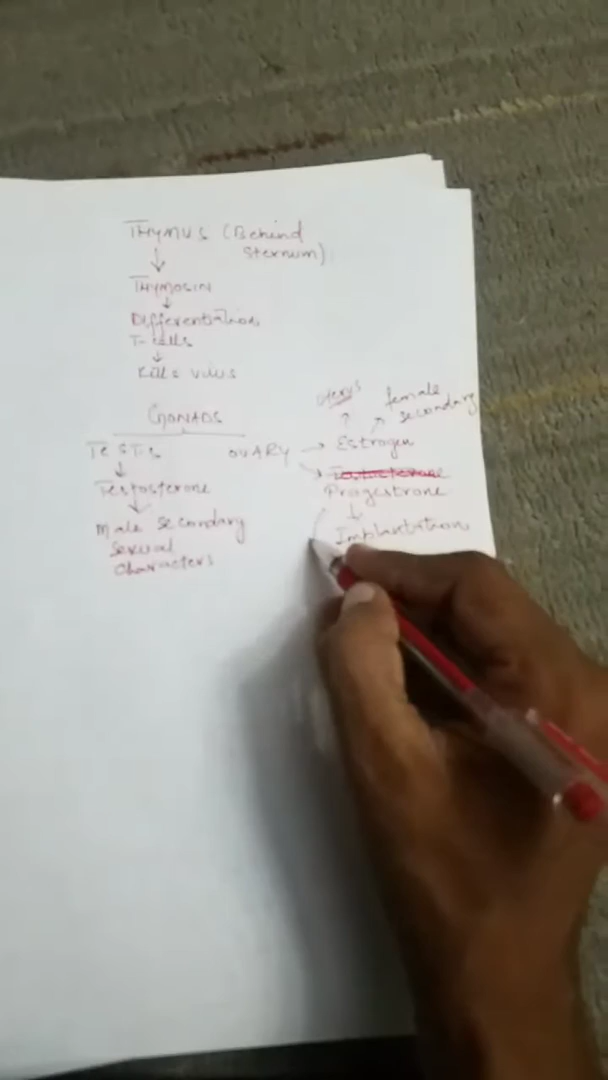 THYMUS (Behind
Sternum)
THYMOSIN
Differentiation
T-cells
Kills virus
GONADS
TESTIS
Testosterone
Male secondary
sexual
characters
OVARY
female
secondary
Estrogen
Testosterone
Progestrone
Implantation